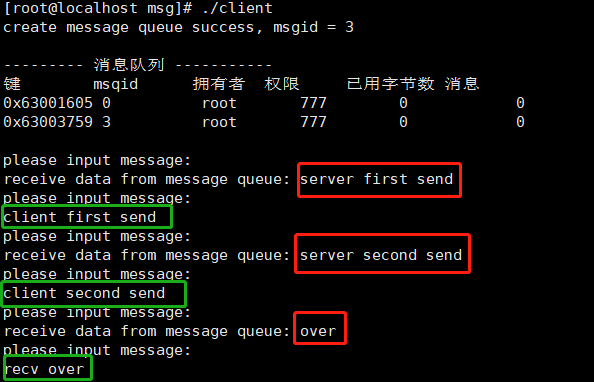 [root@localhost msg]# ./client
create message queue success, msgid = 3
--------- 消息队列 -----------
键 msqid 拥有者 权限 已用字节数 消息
0x63001605 0 root 777 0 0
0x63003759 3 root 777 0 0
please input message:
receive data from message queue: server first send
please input message:
client first send
please input message:
receive data from message queue: server second send
please input message:
client second send
please input message:
receive data from message queue: over
please input message:
recv over